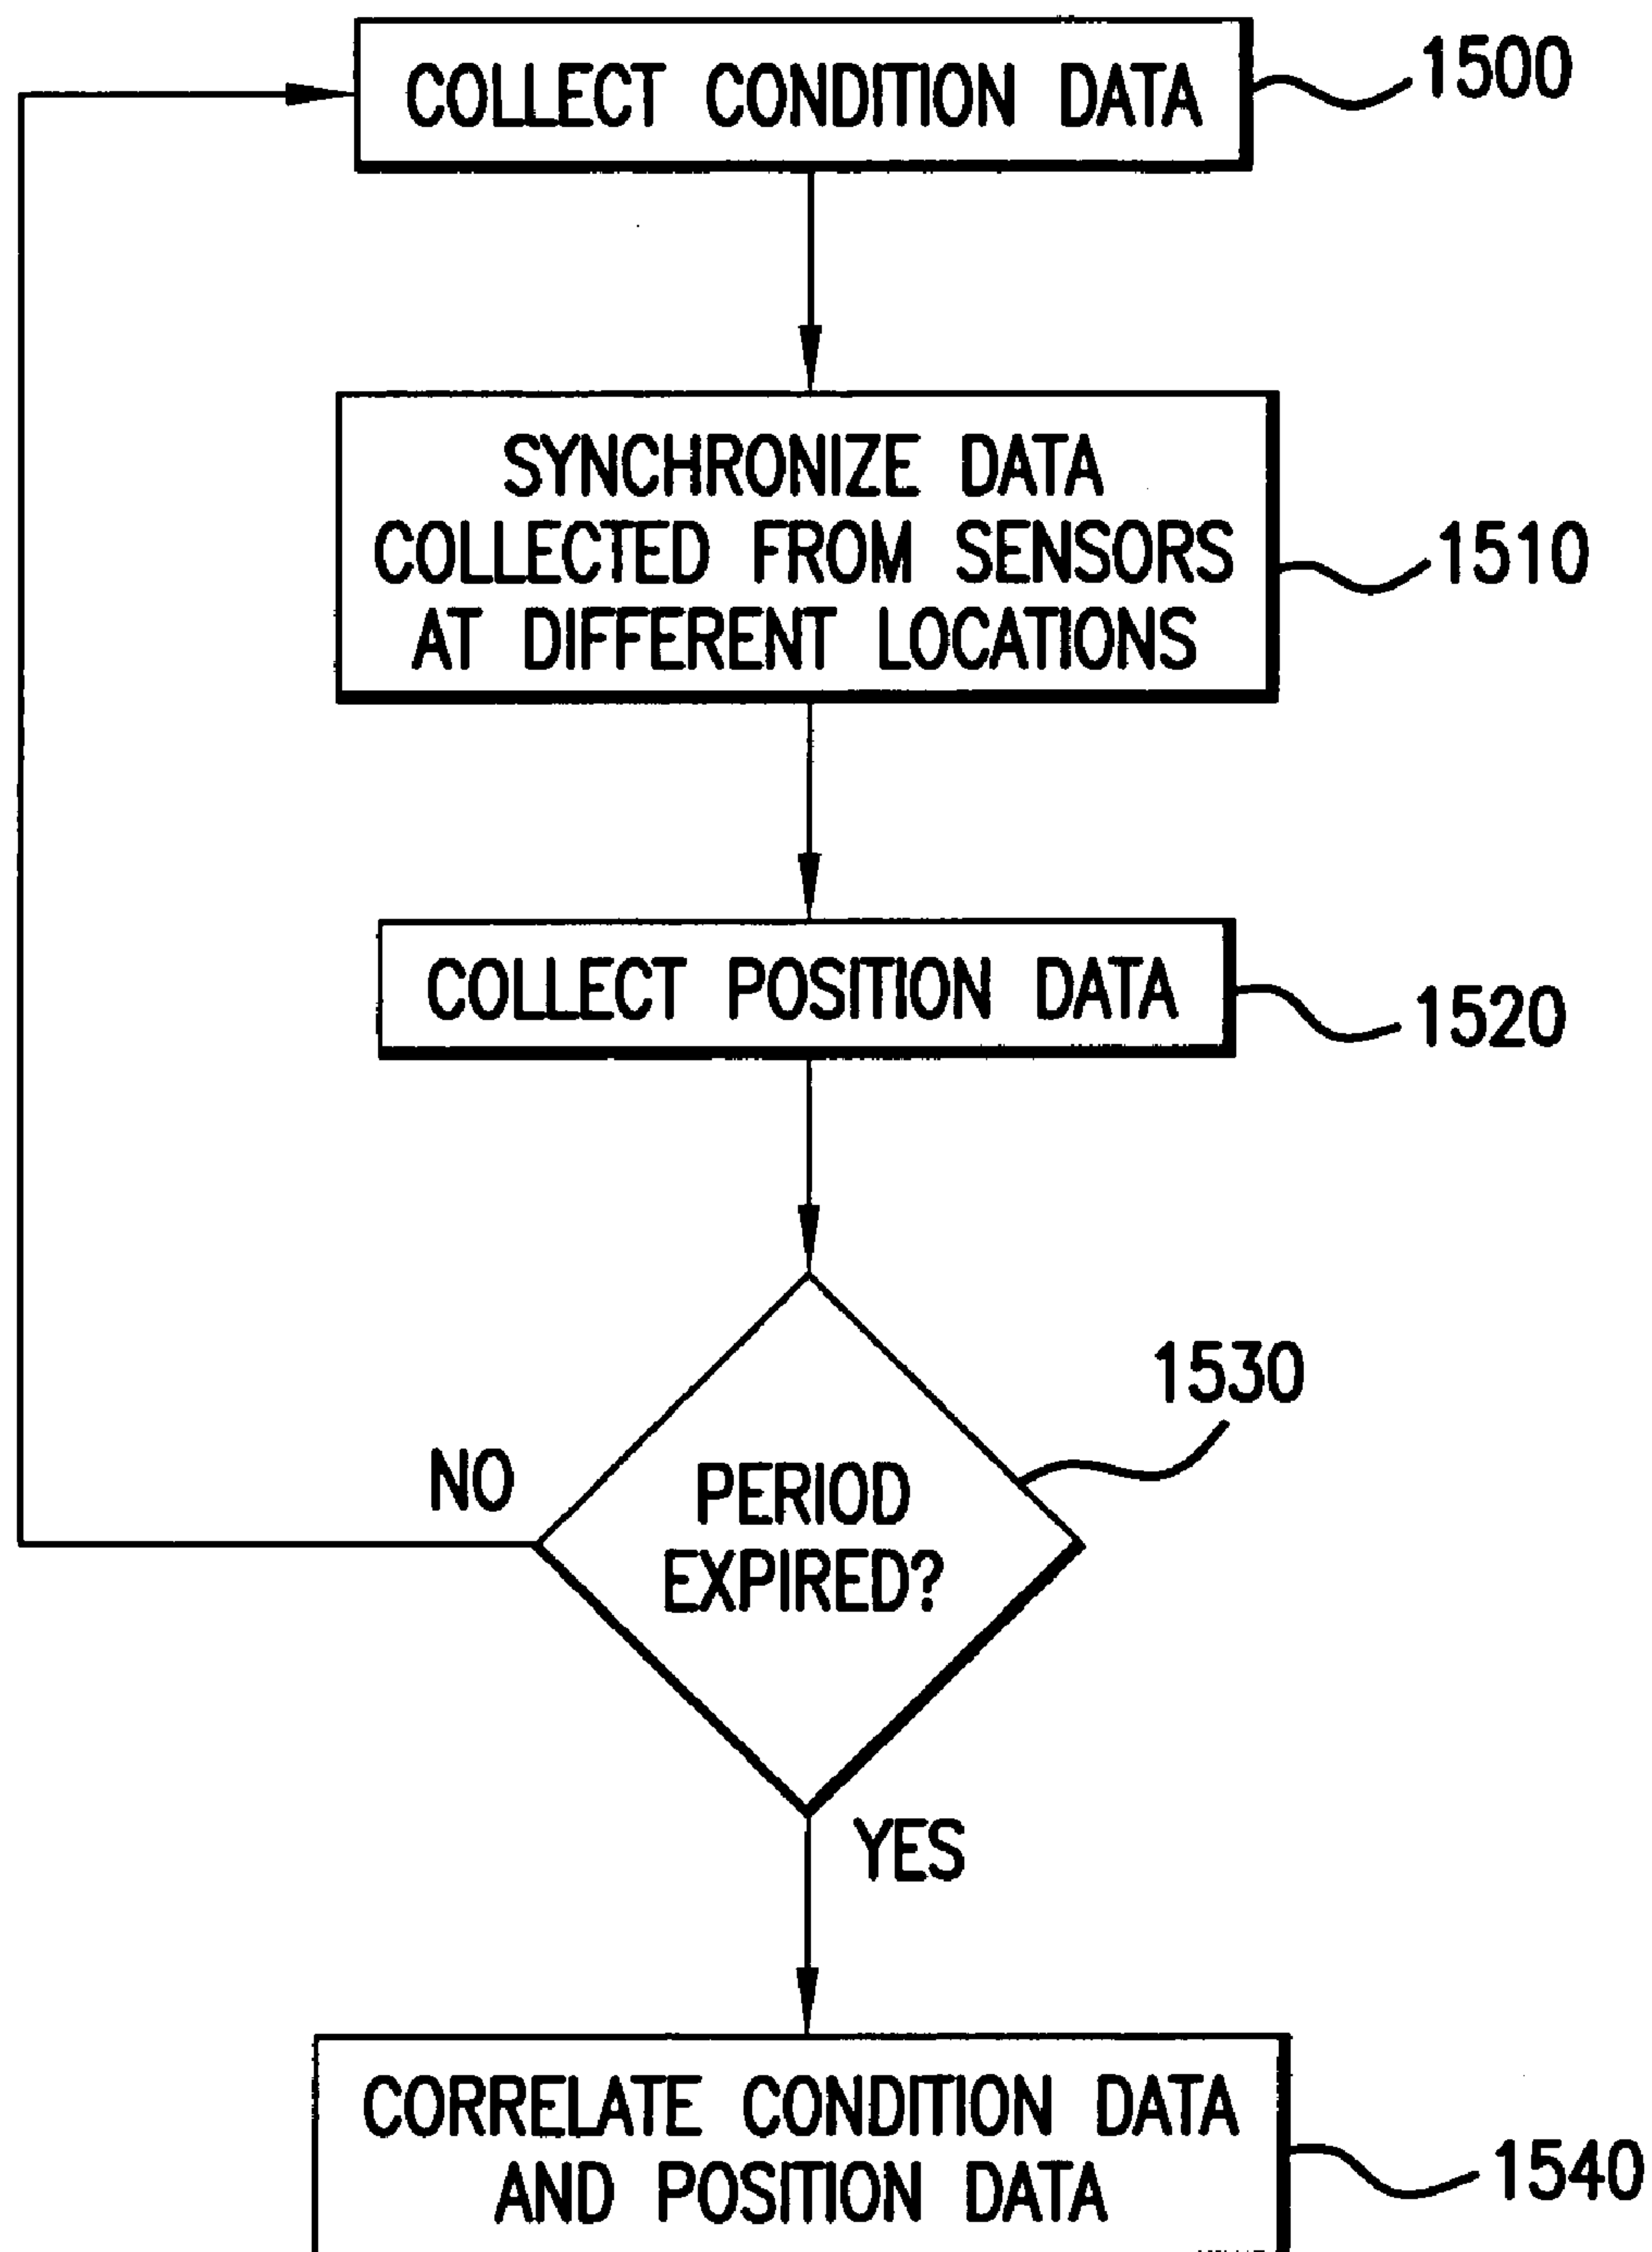 COLLECT CONDITION DATA
1500
SYNCHRONIZE DATA
COLLECTED FROM SENSORS
AT DIFFERENT LOCATIONS
1510
COLLECT POSITION DATA
1520
1530
NO
PERIOD
EXPIRED?
YES
CORRELATE CONDITION DATA
AND POSITION DATA
1540